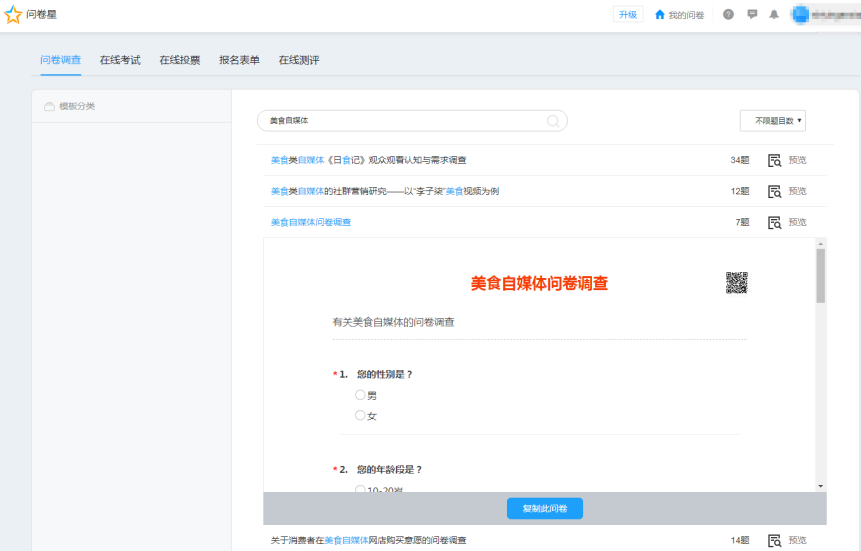 问卷星
升级 我的问卷
问卷调查 在线考试 在线投票 报名表单 在线测评
模板分类
美食自媒体
不限题目数
美食类自媒体《日食记》观众观看认知与需求调查 34题 预览
美食类自媒体的社群营销研究——以"李子柒"美食视频为例 12题 预览
美食自媒体问卷调查 7题 预览
美食自媒体问卷调查
有关美食自媒体的问卷调查
* 1. 您的性别是？
男
女
* 2. 您的年龄段是？
10-20岁
复制此问卷
关于消费者在美食自媒体网店购买意愿的问卷调查 14题 预览